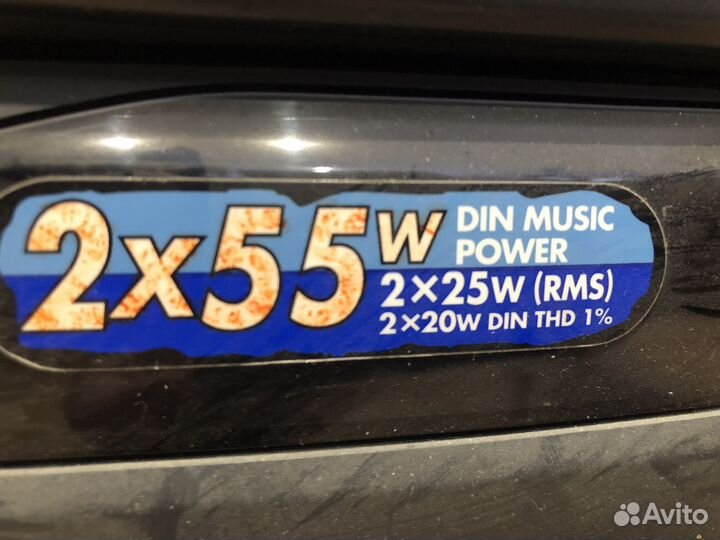 2x55W DIN MUSIC
POWER
2×25W (RMS)
2×20W DIN THD 1%
Avito